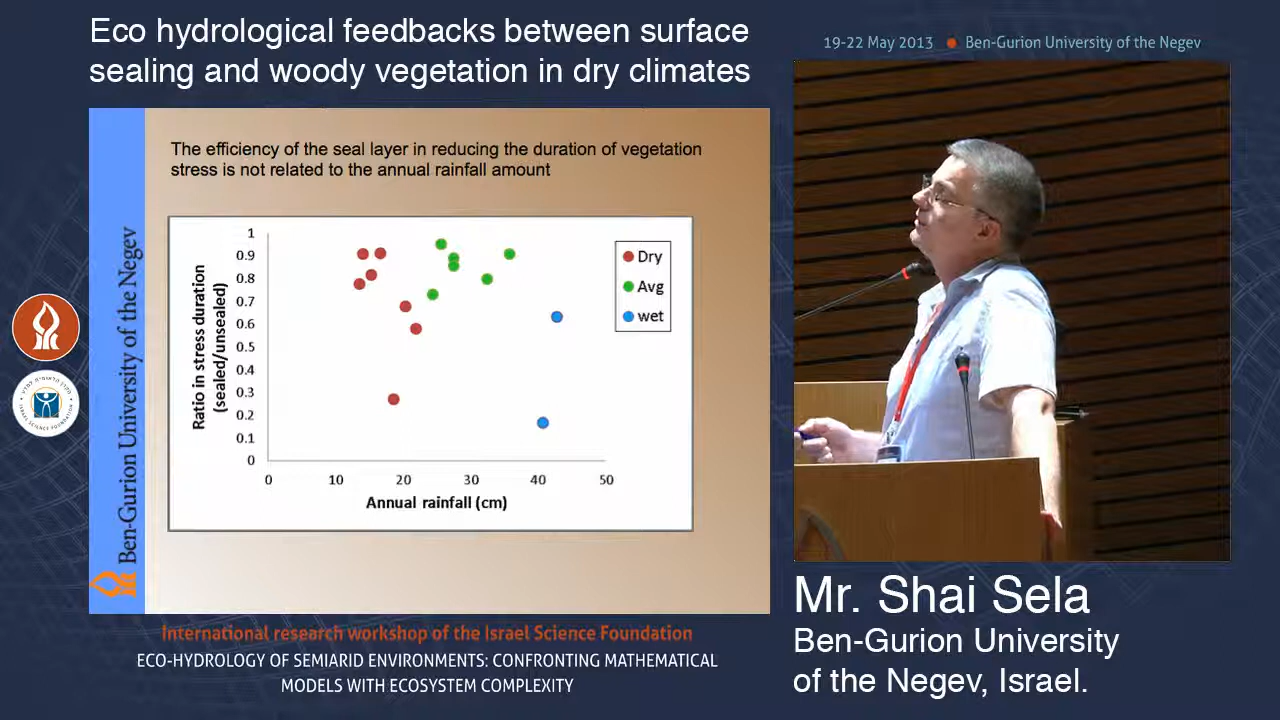 Eco hydrological feedbacks between surface
sealing and woody vegetation in dry climates
19-22 May 2013 ● Ben-Gurion University of the Negev
Ben-Gurion University of the Negev
The efficiency of the seal layer in reducing the duration of vegetation
stress is not related to the annual rainfall amount
Ratio in stress duration
(sealed/unsealed)
1
0.9
0.8
0.7
0.6
0.5
0.4
0.3
0.2
0.1
0
0 10 20 30 40 50
Annual rainfall (cm)
Dry
Avg
wet
International research workshop of the Israel Science Foundation
ECO-HYDROLOGY OF SEMIARID ENVIRONMENTS: CONFRONTING MATHEMATICAL
MODELS WITH ECOSYSTEM COMPLEXITY
Mr. Shai Sela
Ben-Gurion University
of the Negev, Israel.